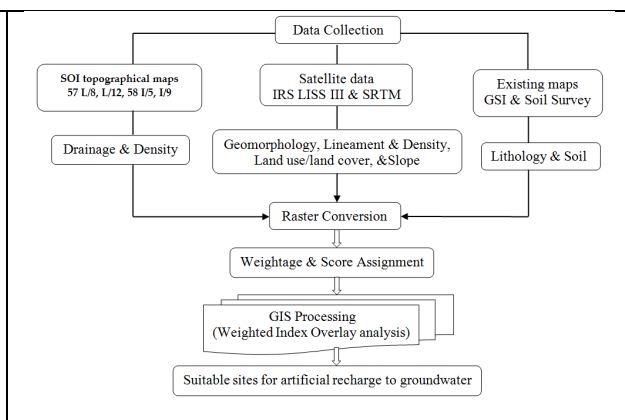 Data Collection
SOI topographical maps
57 L/8, L/12, 58 I/5, I/9
Satellite data
IRS LISS III & SRTM
Existing maps
GSI & Soil Survey
Drainage & Density
Geomorphology, Lineament & Density,
Land use/land cover, &Slope
Lithology & Soil
Raster Conversion
Weightage & Score Assignment
GIS Processing
(Weighted Index Overlay analysis)
Suitable sites for artificial recharge to groundwater